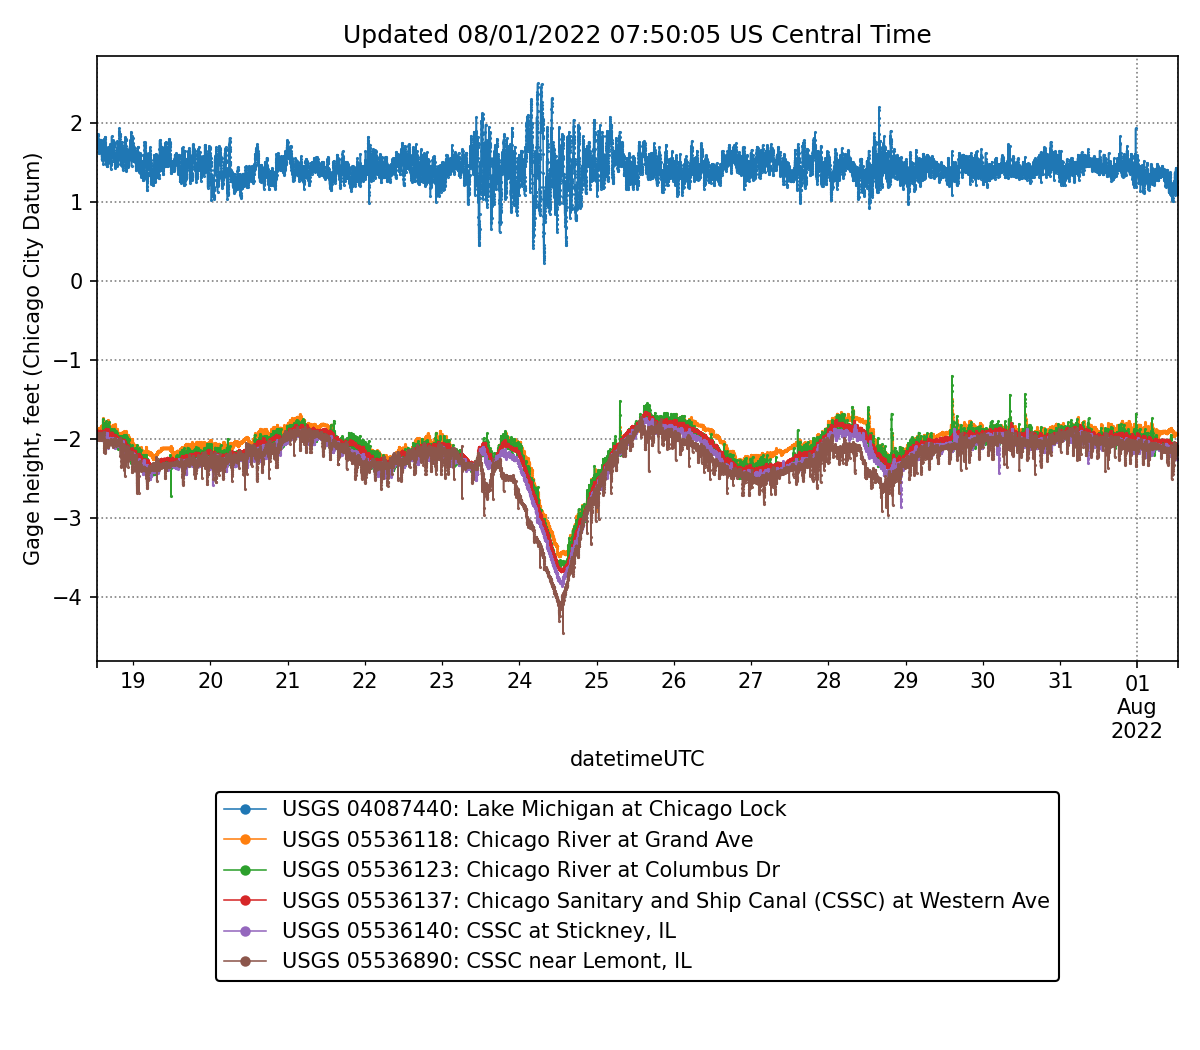 Updated 08/01/2022 07:50:05 US Central Time
Gage height, feet (Chicago City Datum)
2
1
0
−1
−2
−3
−4
19 20 21 22 23 24 25 26 27 28 29 30 31 01
Aug
2022
datetimeUTC
USGS 04087440: Lake Michigan at Chicago Lock
USGS 05536118: Chicago River at Grand Ave
USGS 05536123: Chicago River at Columbus Dr
USGS 05536137: Chicago Sanitary and Ship Canal (CSSC) at Western Ave
USGS 05536140: CSSC at Stickney, IL
USGS 05536890: CSSC near Lemont, IL